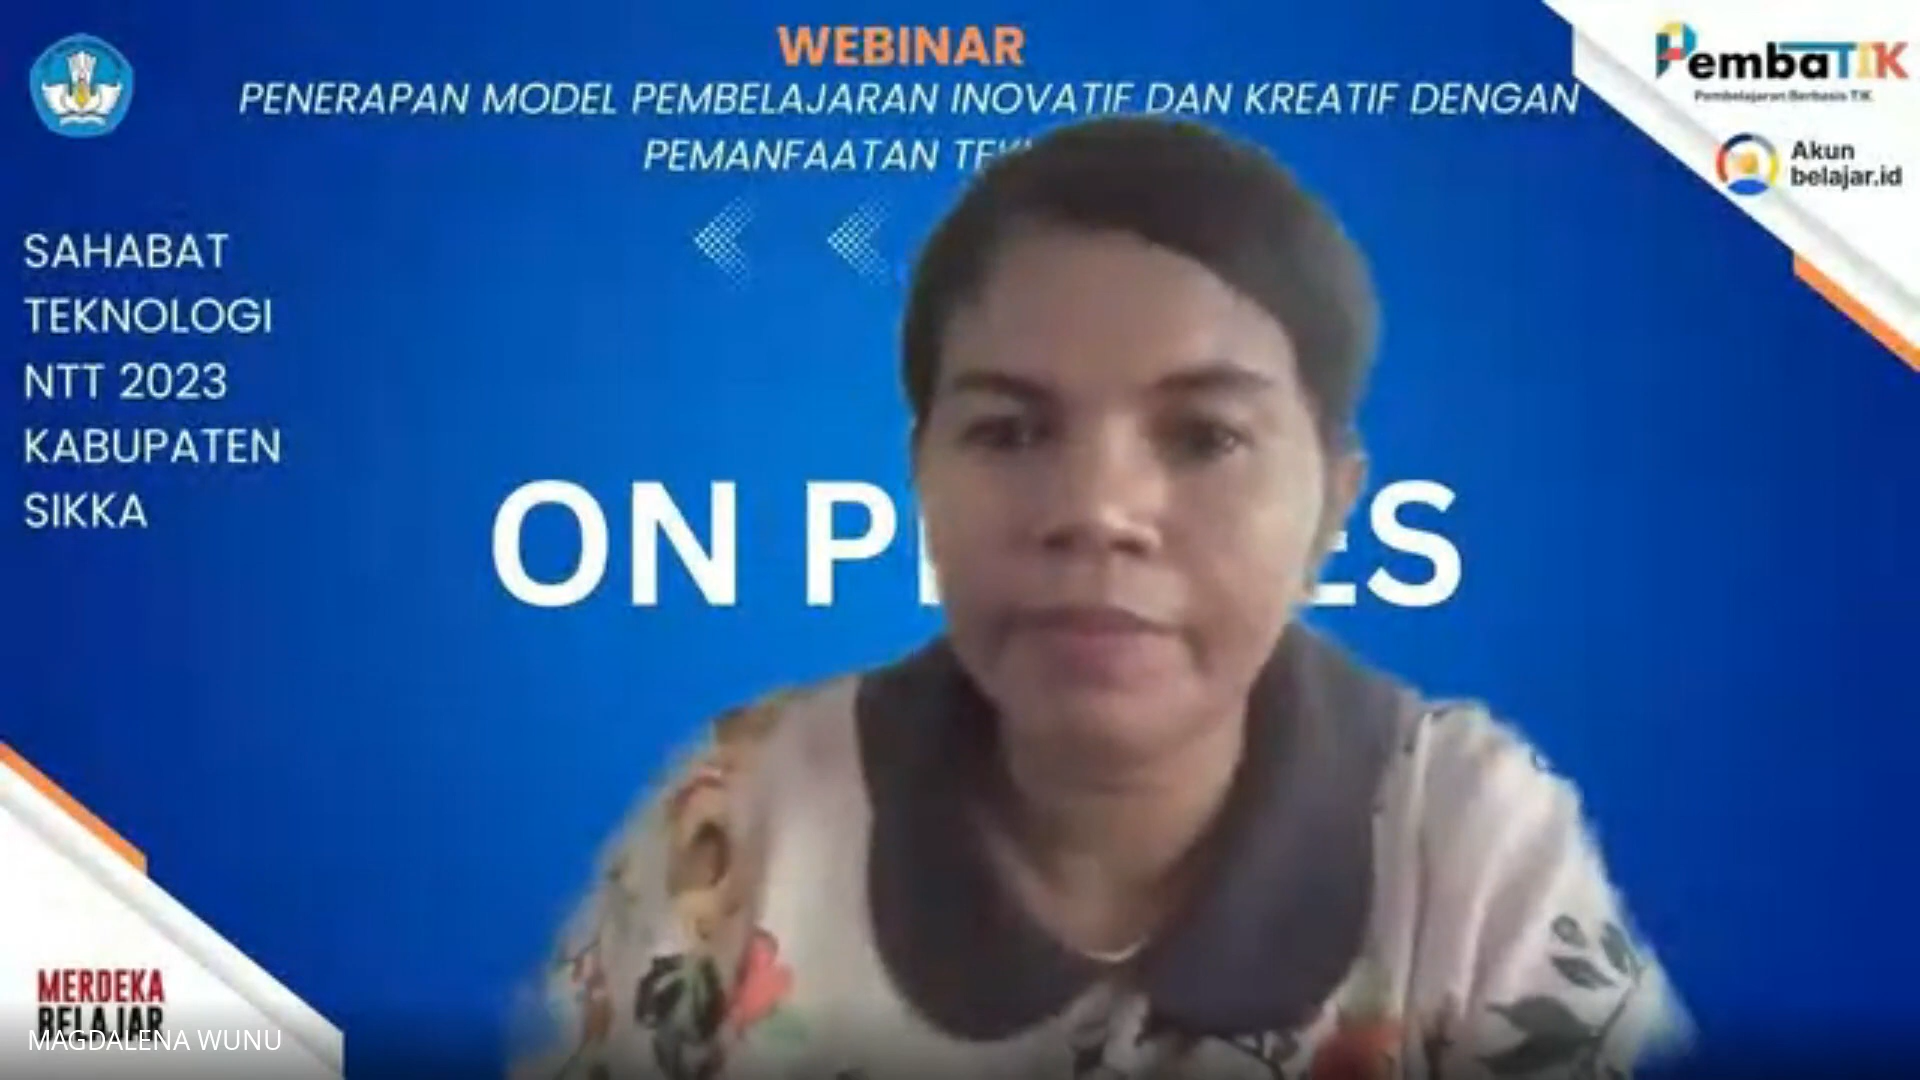 WEBINAR
PENERAPAN MODEL PEMBELAJARAN INOVATIF DAN KREATIF DENGAN
PEMANFAATAN
PembaTIK
Pembelajaran Berbasis TIK
Akun
belajar.id
SAHABAT
TEKNOLOGI
NTT 2023
KABUPATEN
SIKKA
ON
MERDEKA
BELAJAR
MAGDALENA WUNU